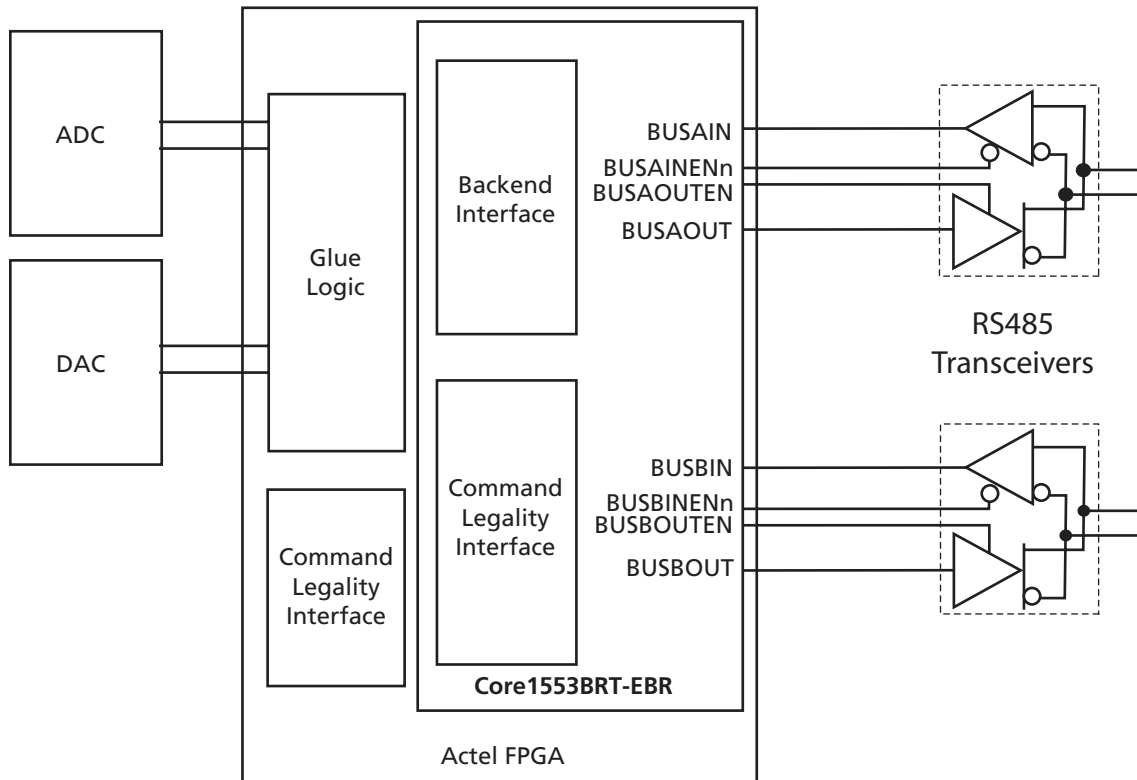 ADC
DAC
Glue
Logic
Command
Legality
Interface
Backend
Interface
Command
Legality
Interface
BUSAIN
BUSAINENn
BUSAOUTEN
BUSAOUT
BUSBIN
BUSBINENn
BUSBOUTEN
BUSBOUT
Core1553BRT-EBR
Actel FPGA
RS485
Transceivers